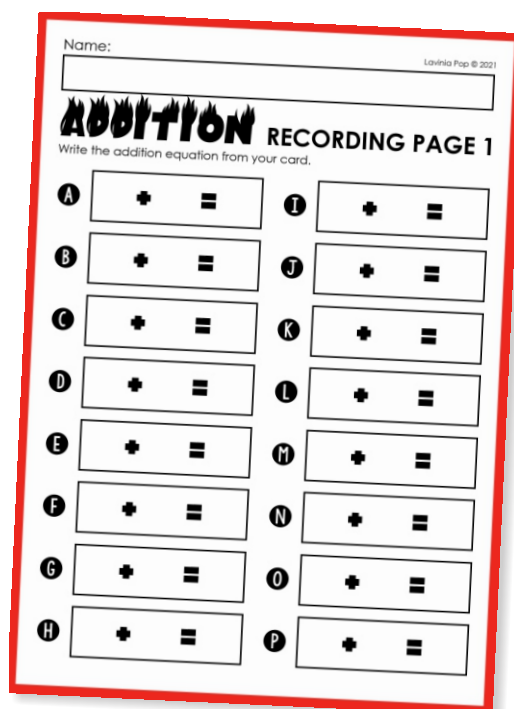 Name:
Lavinia Pop © 2021
ADDITION RECORDING PAGE 1
Write the addition equation from your card.
A + =
B + =
C + =
D + =
E + =
F + =
G + =
H + =
I + =
J + =
K + =
L + =
M + =
N + =
O + =
P + =